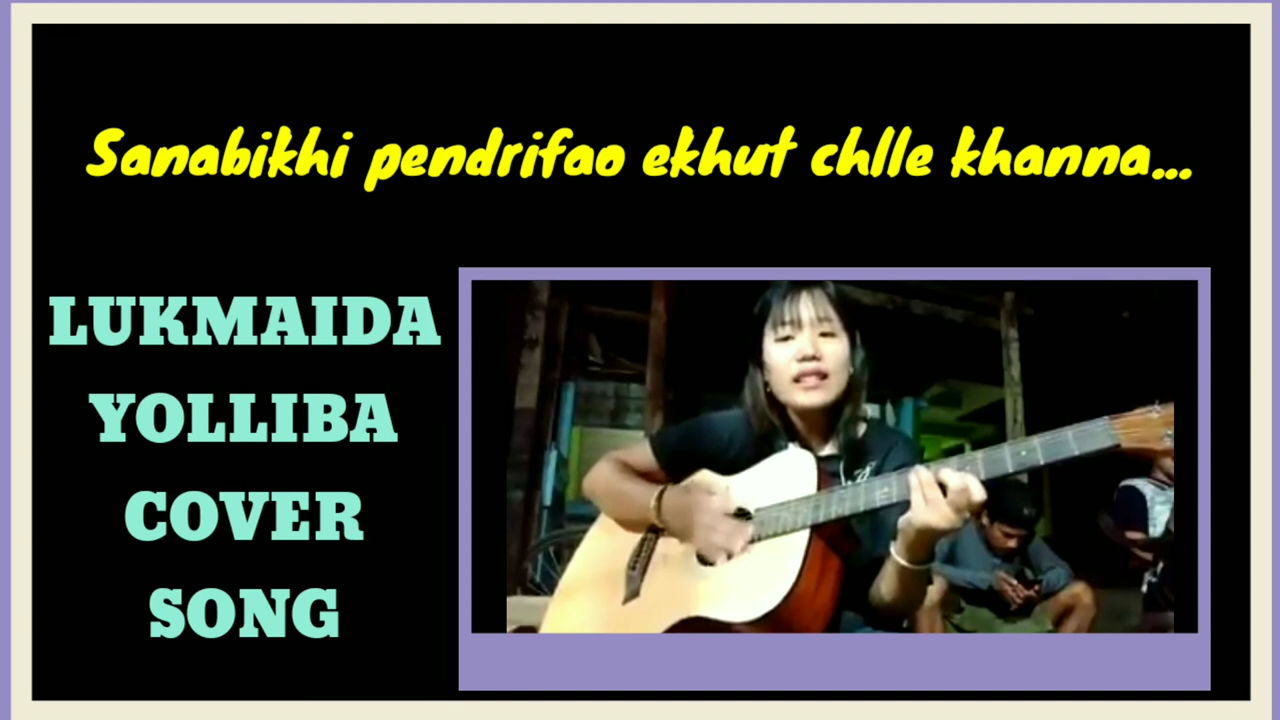 Sanabikhi pendrifao ekhut chlle khanna...
LUKMAIDA
YOLLIBA
COVER
SONG